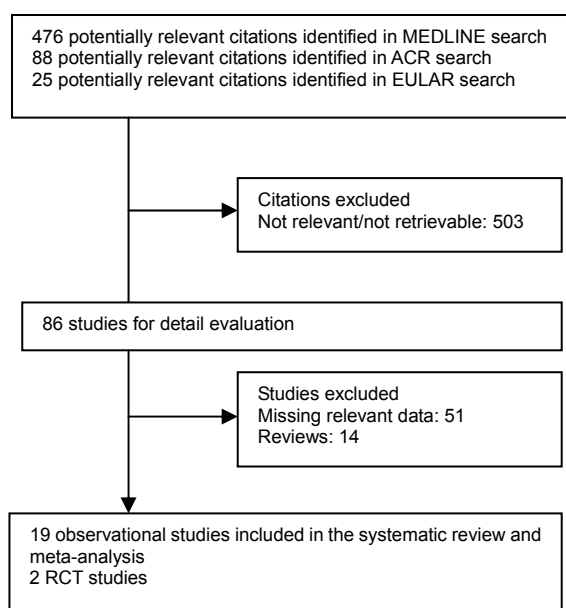 476 potentially relevant citations identified in MEDLINE search
88 potentially relevant citations identified in ACR search
25 potentially relevant citations identified in EULAR search
Citations excluded
Not relevant/not retrievable: 503
86 studies for detail evaluation
Studies excluded
Missing relevant data: 51
Reviews: 14
19 observational studies included in the systematic review and
meta-analysis
2 RCT studies